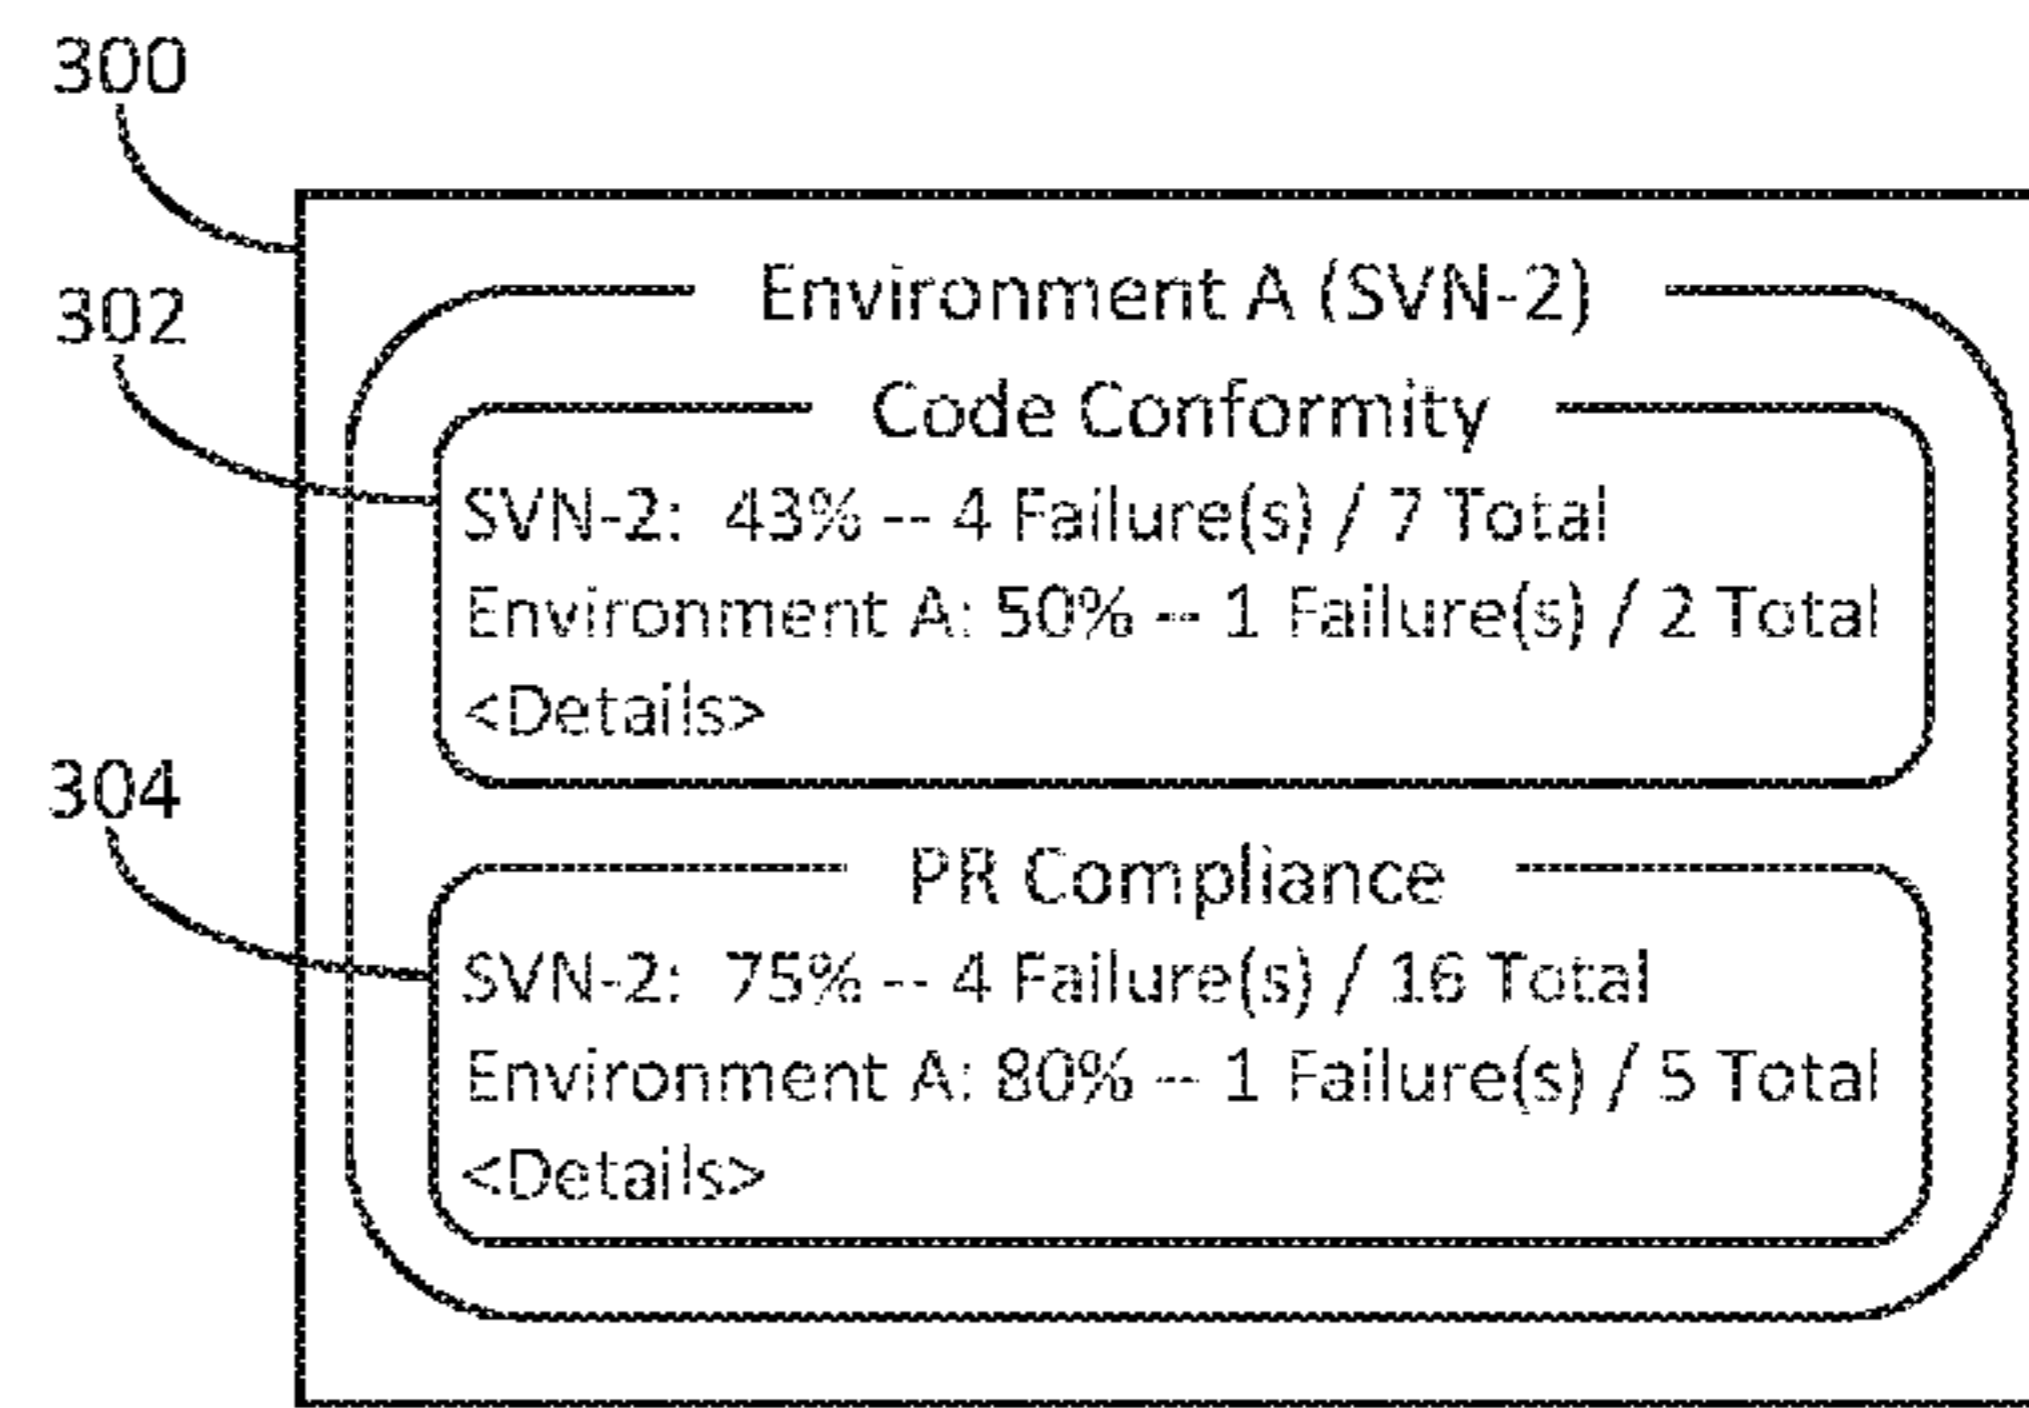 300
Environment A (SVN-2)
302
Code Conformity
SVN-2: 43% -- 4 Failure(s) / 7 Total
Environment A: 50% -- 1 Failure(s) / 2 Total
<Details>
304
PR Compliance
SVN-2: 75% -- 4 Failure(s) / 16 Total
Environment A: 80% -- 1 Failure(s) / 5 Total
<Details>